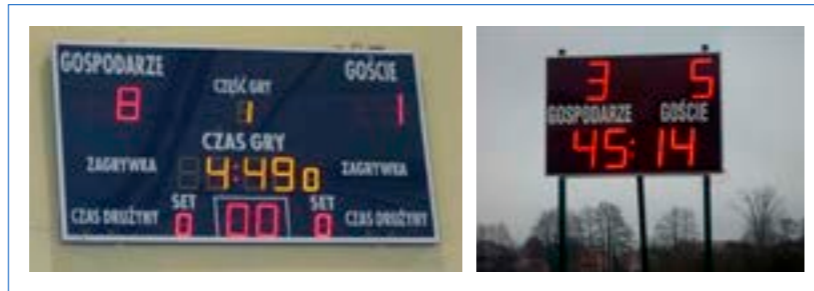 GOSPODARZE GOŚCIE
CZĘŚĆ GRY
8 1 1
CZAS GRY
ZAGRYWKA 4:49 0 ZAGRYWKA
SET SET
CZAS DRUŻYNY 0 00 0 CZAS DRUŻYNY
3 5
GOSPODARZE GOŚCIE
45:14